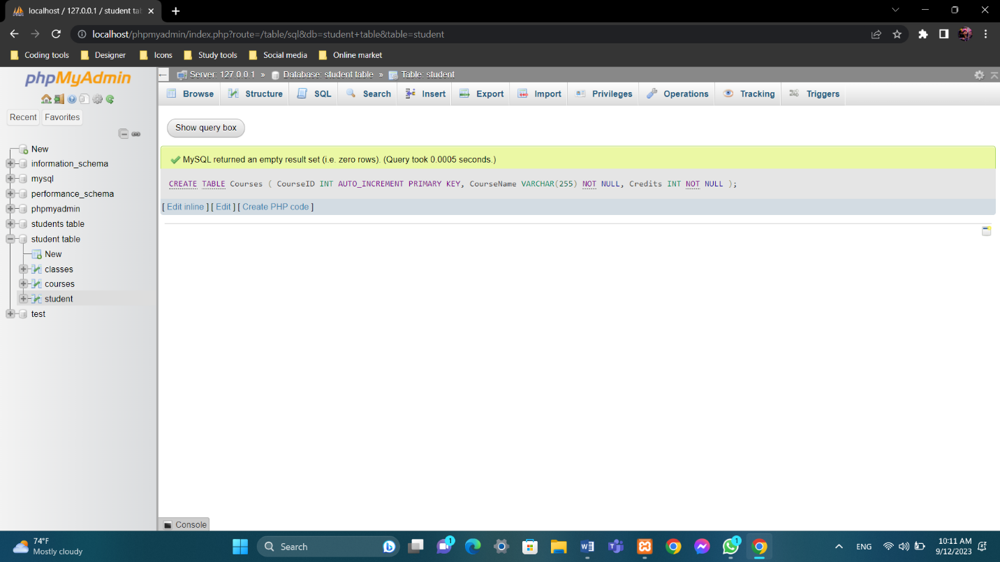 localhost / 127.0.0.1 / student tab
localhost/phpmyadmin/index.php?route=/table/sql&db=student+table&table=student
Coding tools Designer Icons Study tools Social media Online market
phpMyAdmin
Recent Favorites
New
information_schema
mysql
performance_schema
phpmyadmin
students table
student table
New
classes
courses
student
test
Server: 127.0.0.1 » Database: student table » Table: student
Browse Structure SQL Search Insert Export Import Privileges Operations Tracking Triggers
Show query box
MySQL returned an empty result set (i.e. zero rows). (Query took 0.0005 seconds.)
CREATE TABLE Courses ( CourseID INT AUTO_INCREMENT PRIMARY KEY, CourseName VARCHAR(255) NOT NULL, Credits INT NOT NULL );
[ Edit inline ] [ Edit ] [ Create PHP code ]
Console
74°F
Mostly cloudy
Search
1
1
ENG
10:11 AM
9/12/2023